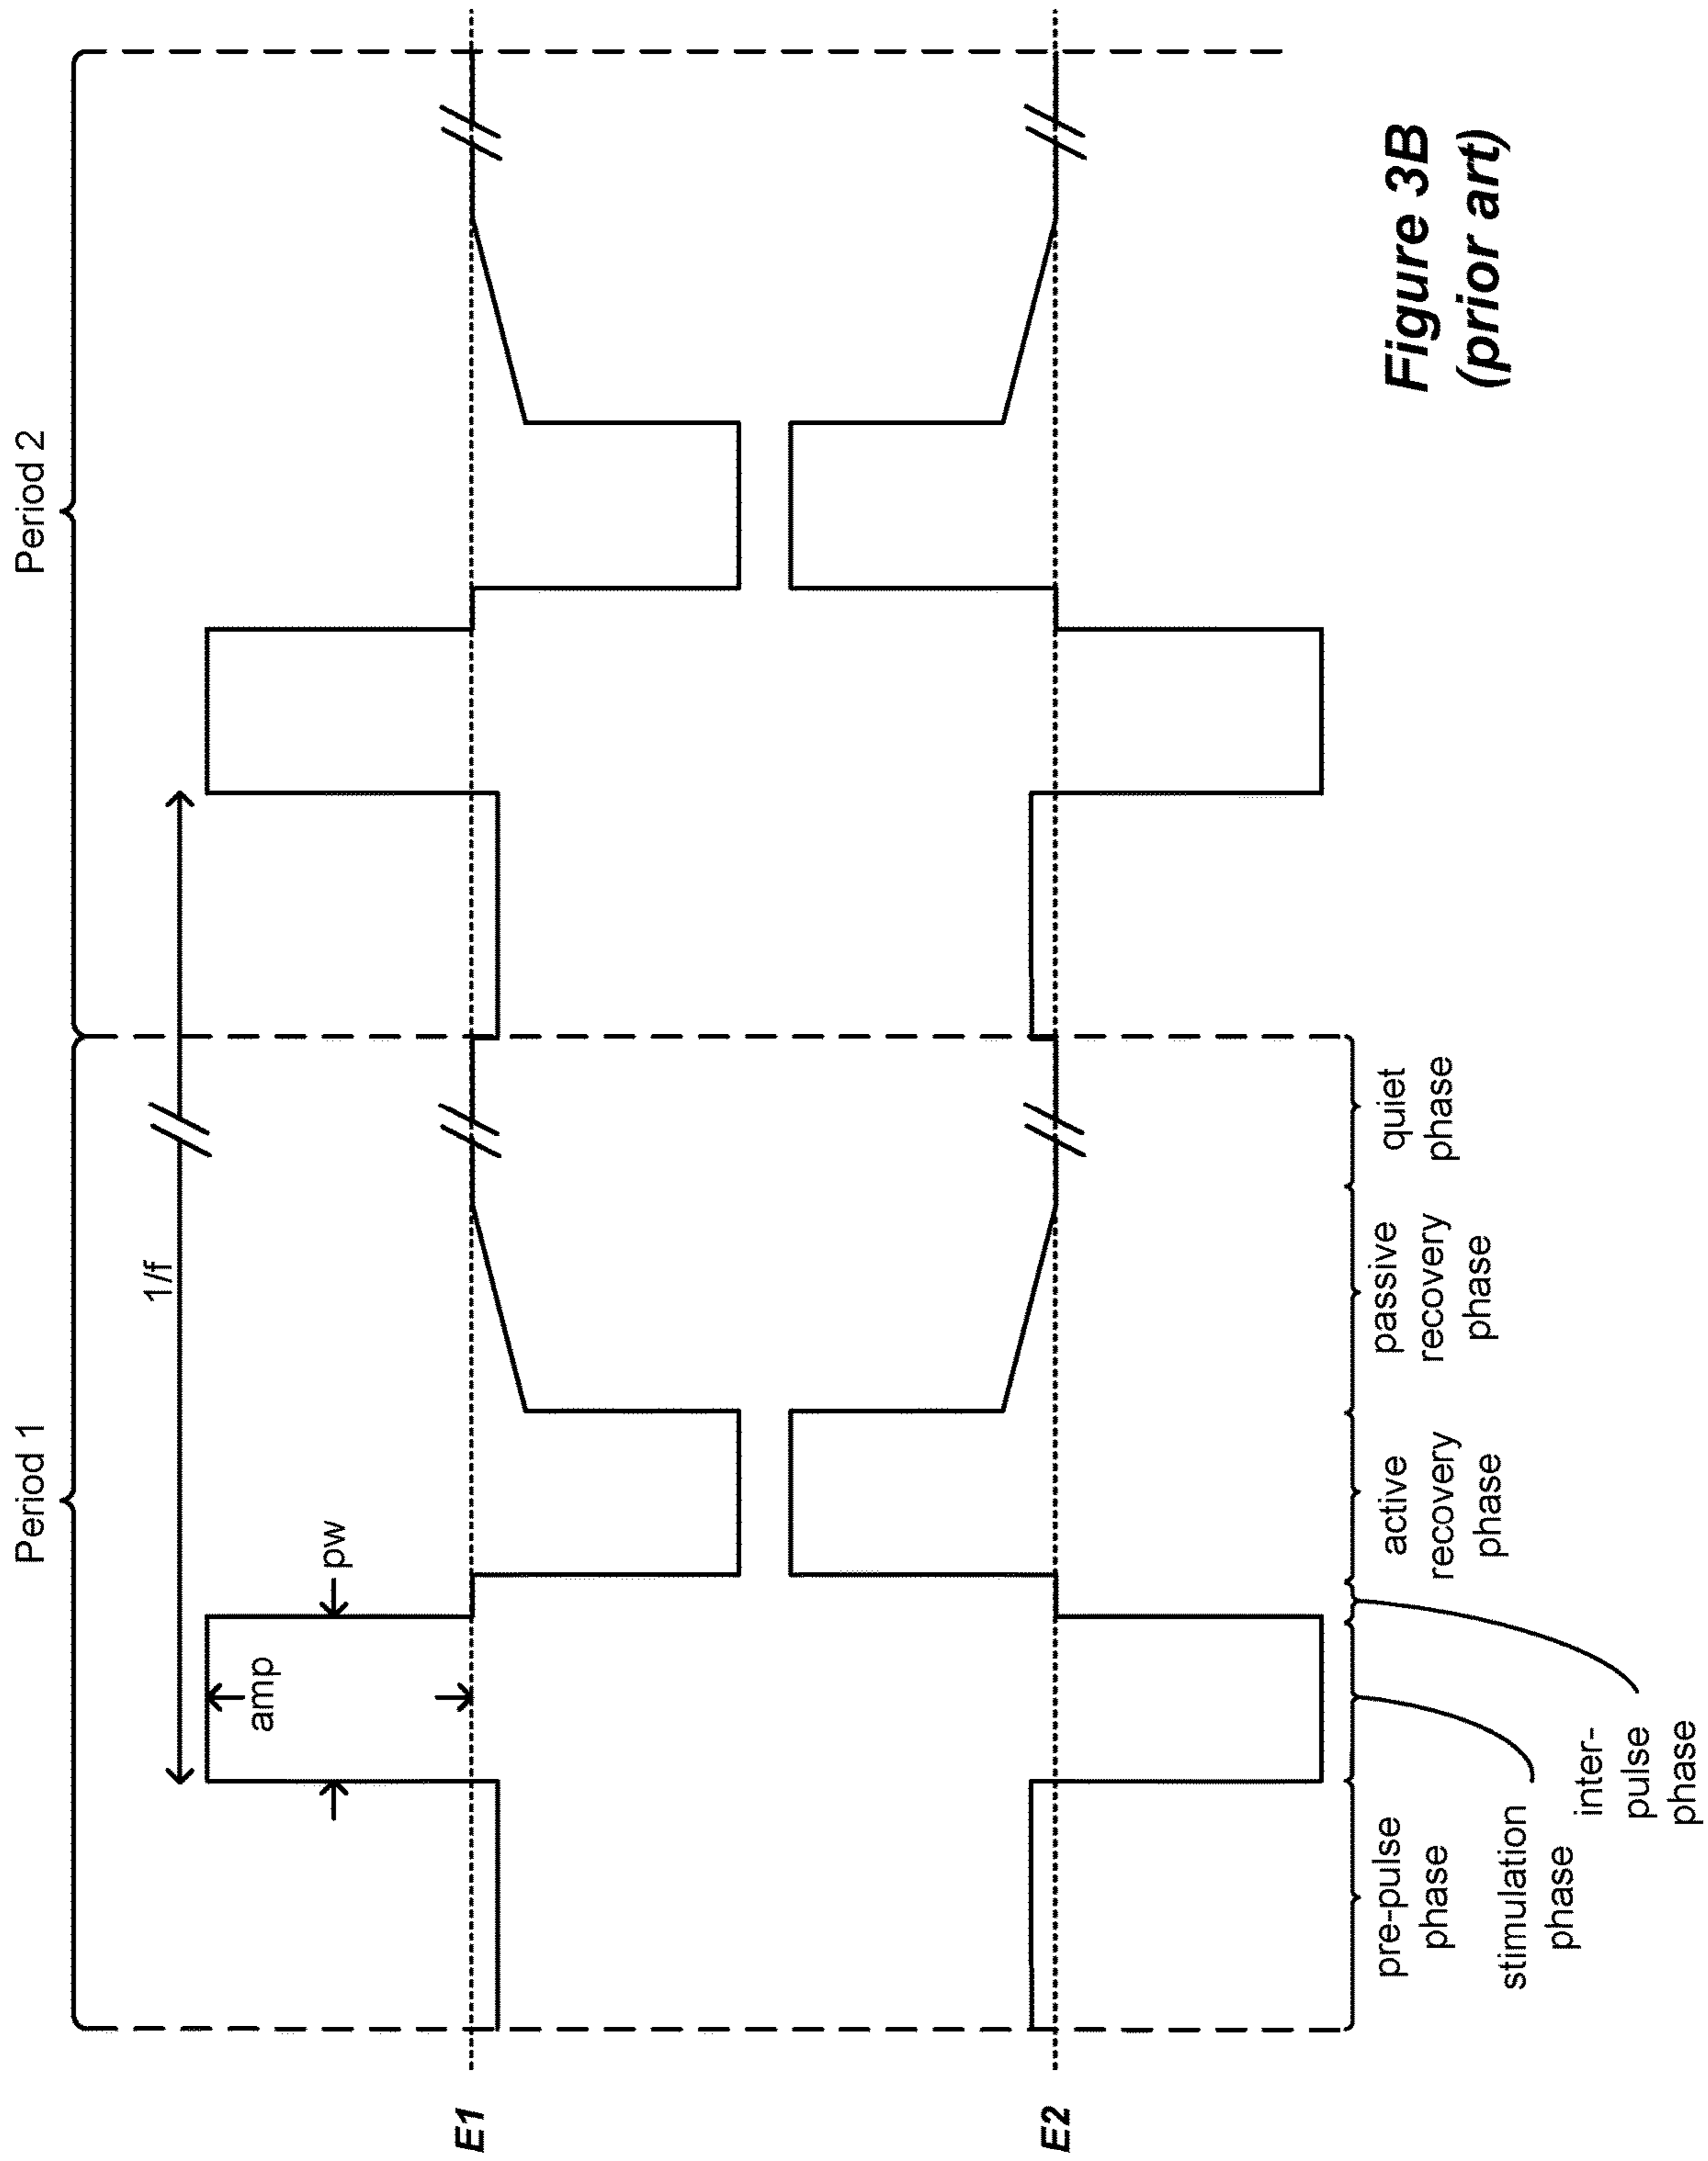 Period 1
Period 2
1/f
amp
pw
E1
E2
pre-pulse
phase
stimulation
phase
inter-
pulse
phase
active
recovery
phase
passive
recovery
phase
quiet
phase
Figure 3B
(prior art)